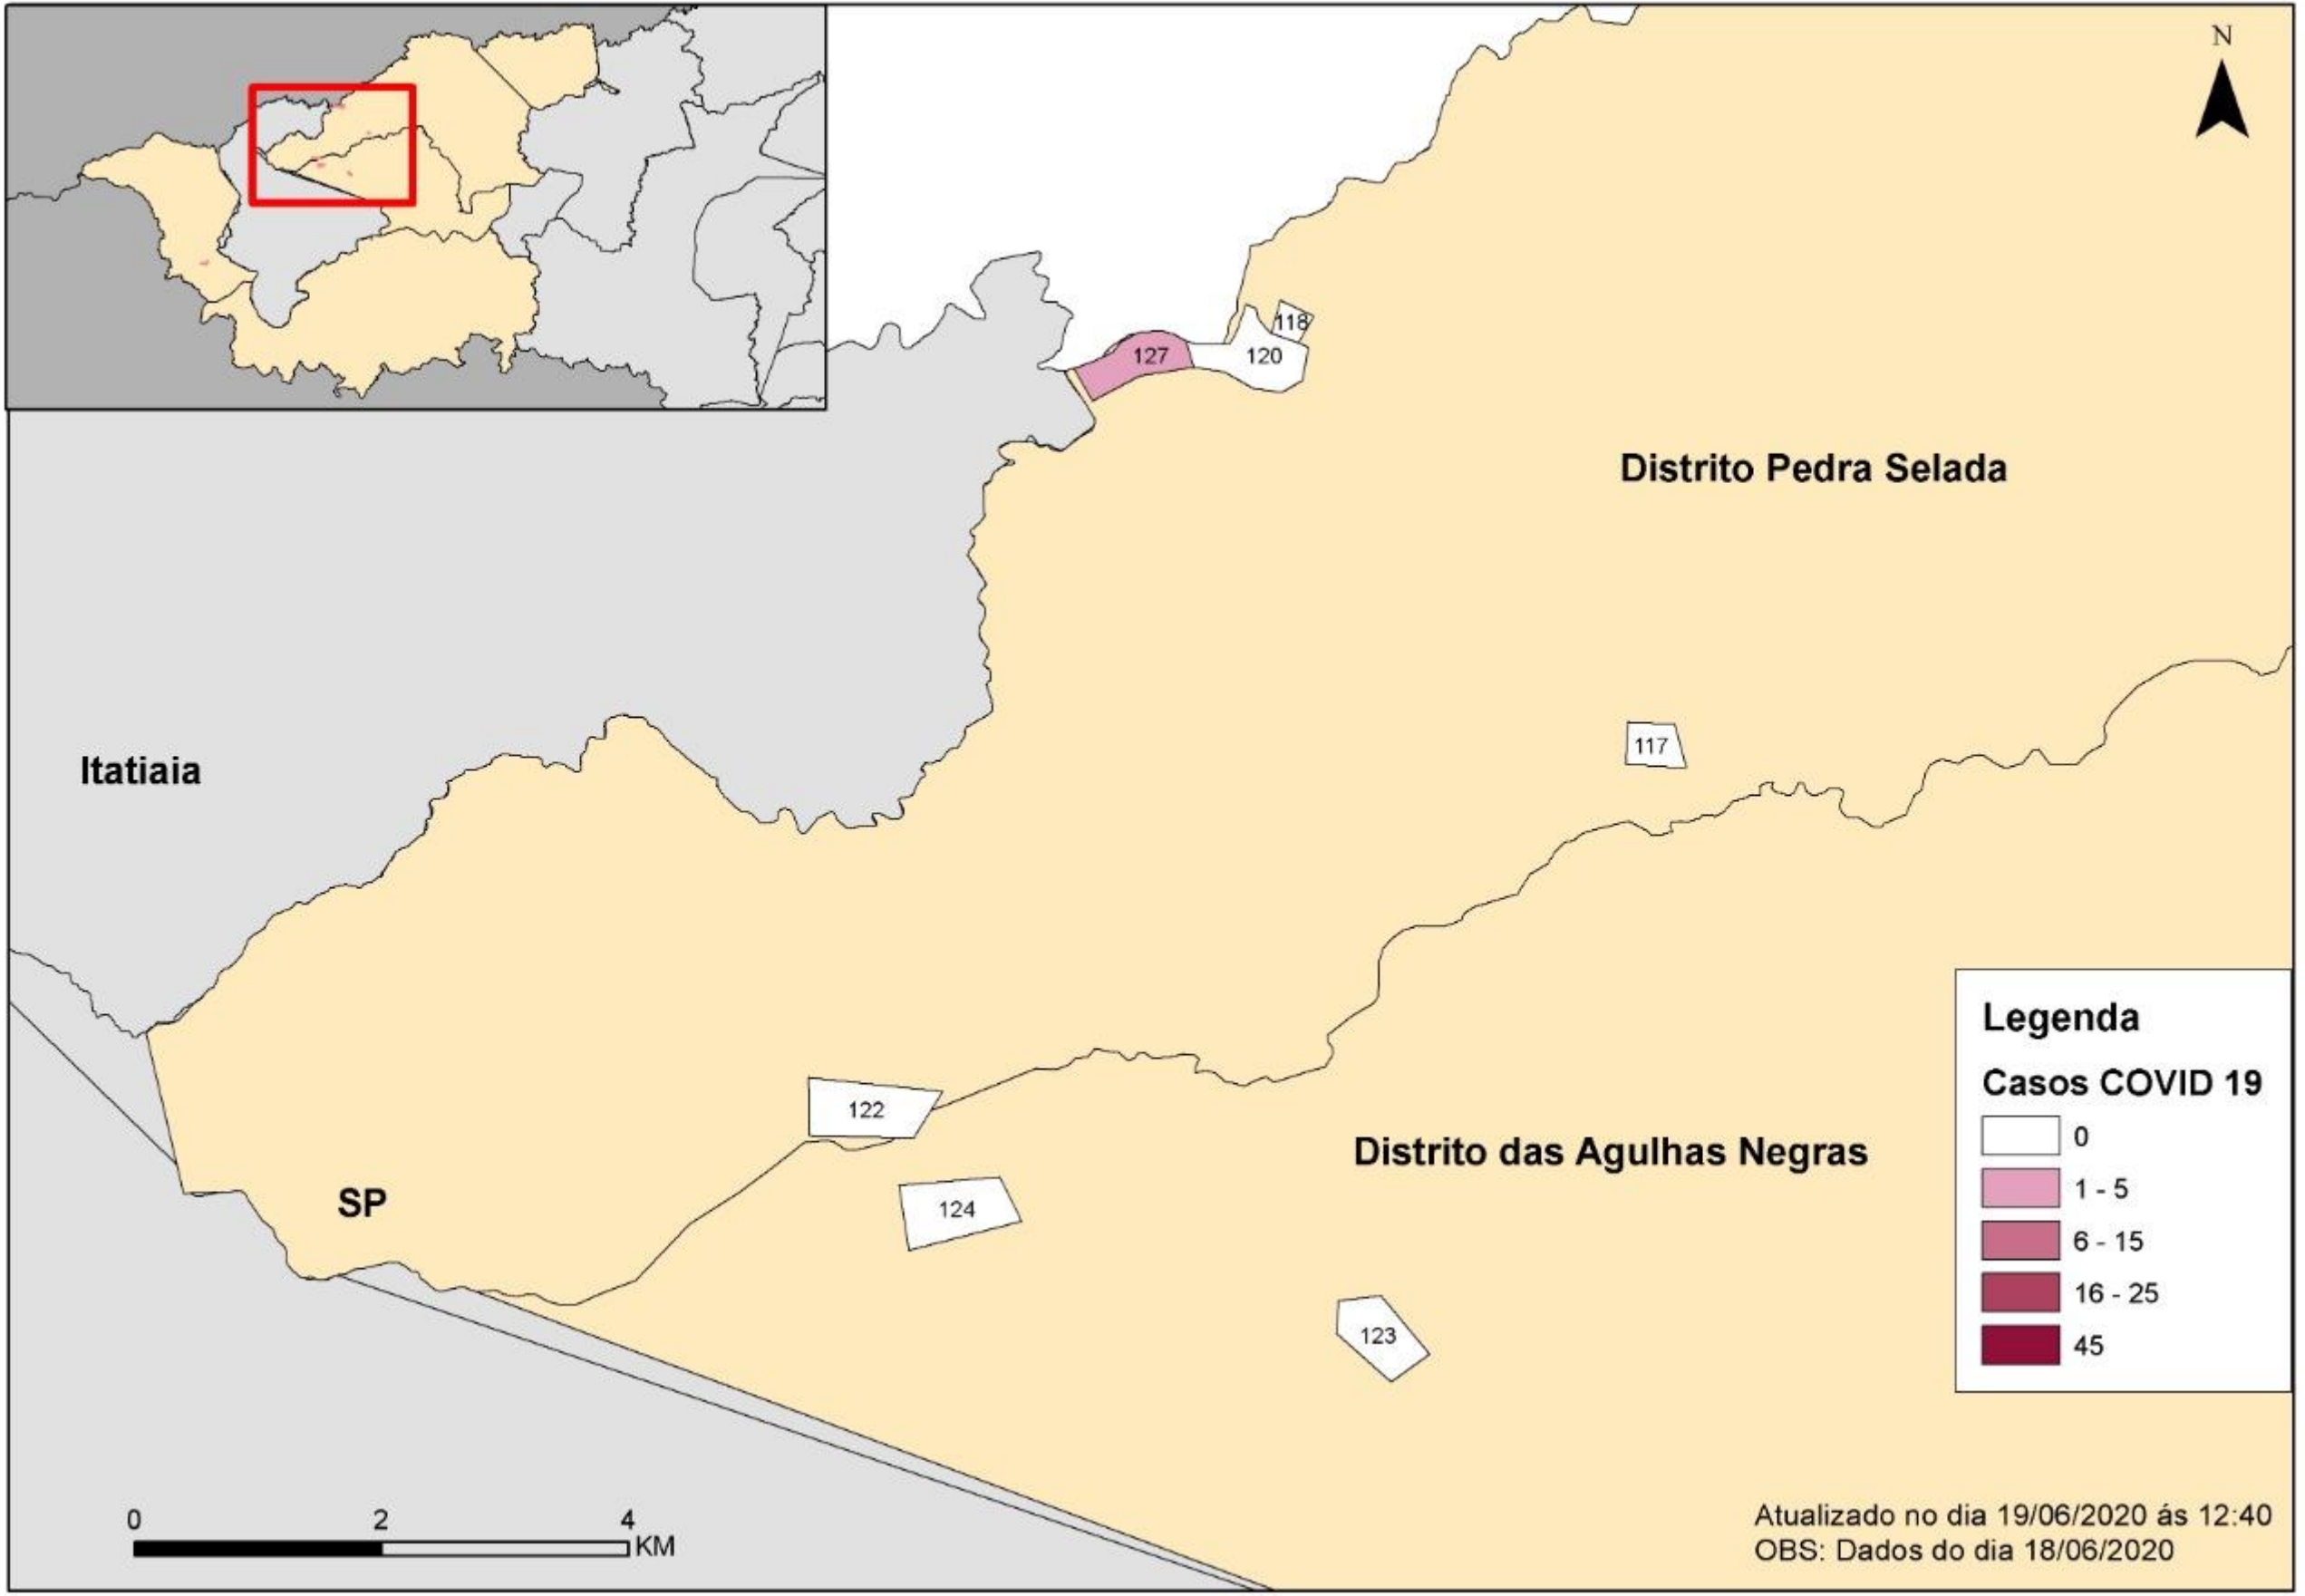 N
118
127
120
Distrito Pedra Selada
117
Itatiaia
122
Distrito das Agulhas Negras
SP
124
123
Legenda
Casos COVID 19
0
1 - 5
6 - 15
16 - 25
45
0 2 4
KM
Atualizado no dia 19/06/2020 ás 12:40
OBS: Dados do dia 18/06/2020